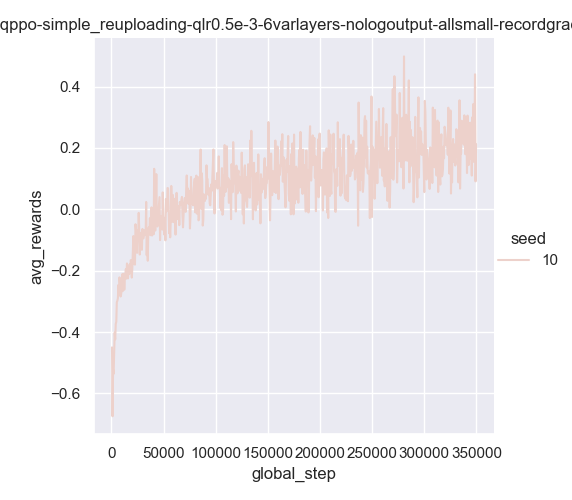 qppo-simple_reuploading-qlr0.5e-3-6varlayers-nologoutput-allsmall-recordgrad
0.4
0.2
0.0
−0.2
−0.4
−0.6
avg_rewards
seed
10
0 50000 100000 150000 200000 250000 300000 350000
global_step